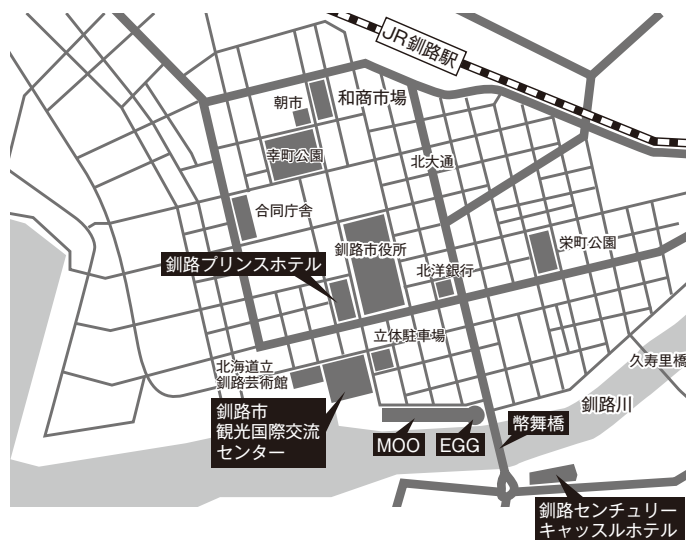 JR釧路駅
朝市
和商市場
幸町公園
北大通
合同庁舎
釧路市役所
栄町公園
釧路プリンスホテル
北洋銀行
立体駐車場
北海道立
釧路芸術館
久寿里橋
釧路川
釧路市
観光国際交流
センター
MOO
EGG
幣舞橋
釧路センチュリー
キャッスルホテル